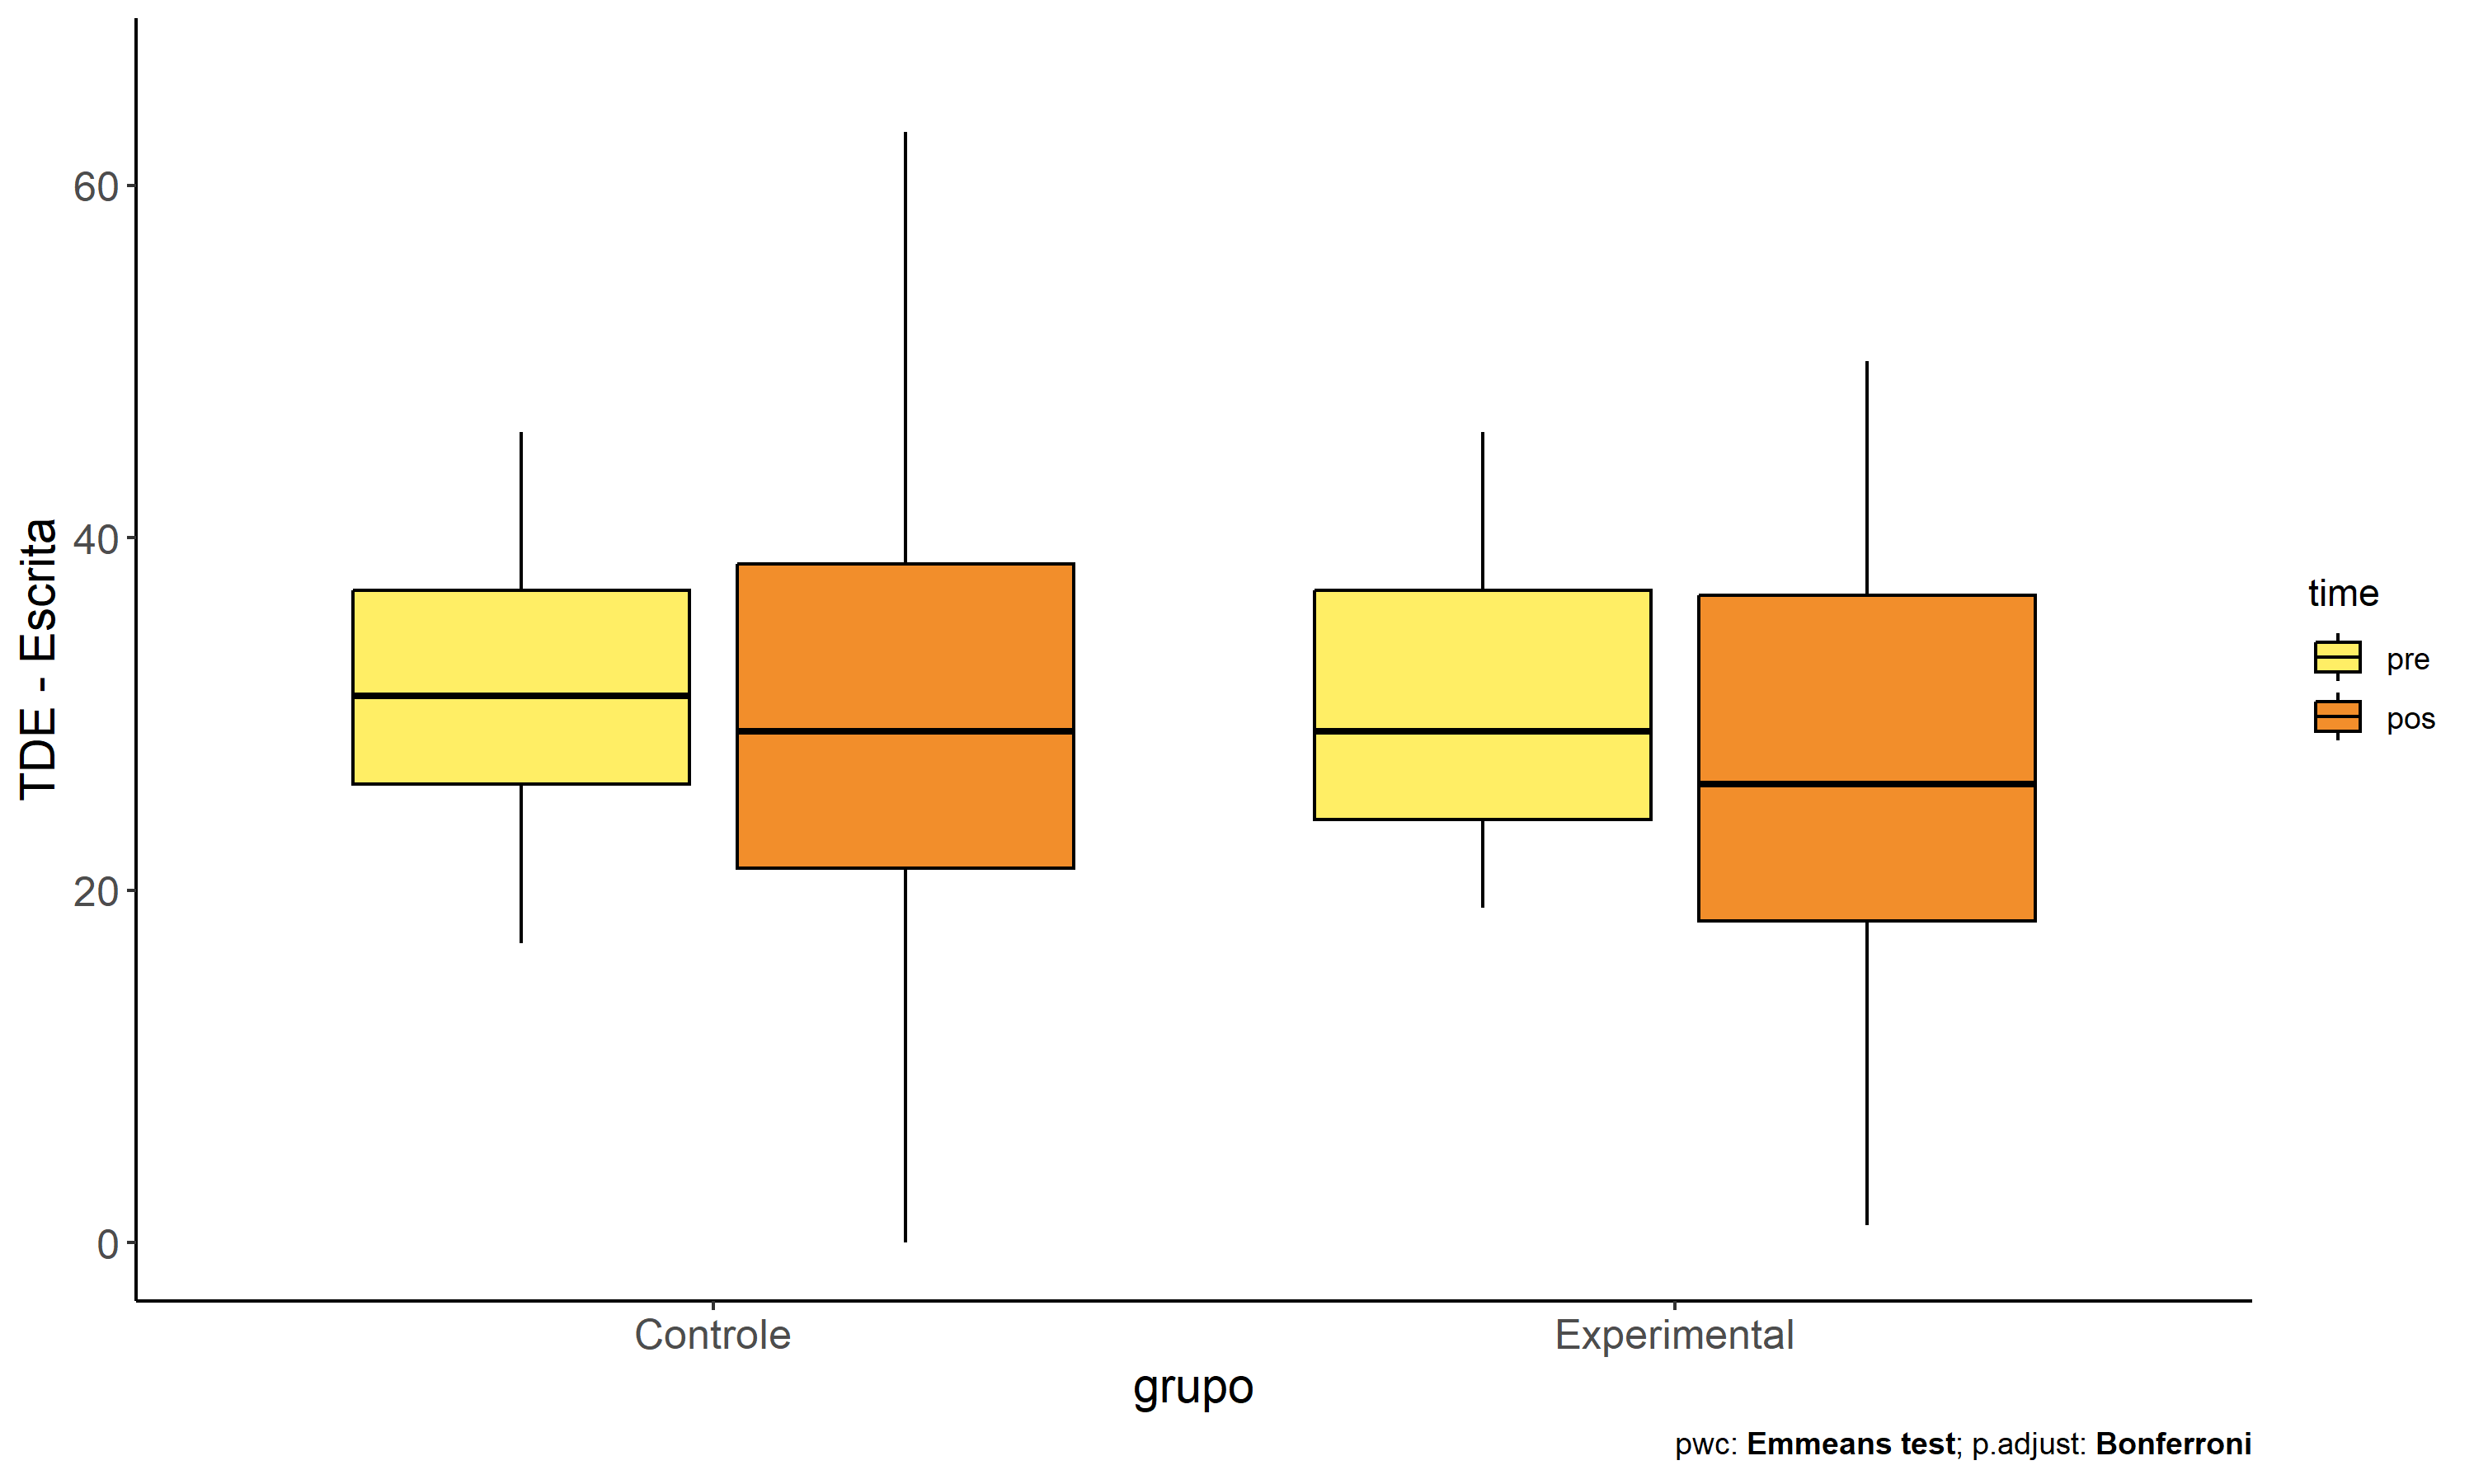 TDE - Escrita
60
40
20
0
Controle
Experimental
grupo
time
pre
pos
pwc: Emmeans test; p.adjust: Bonferroni